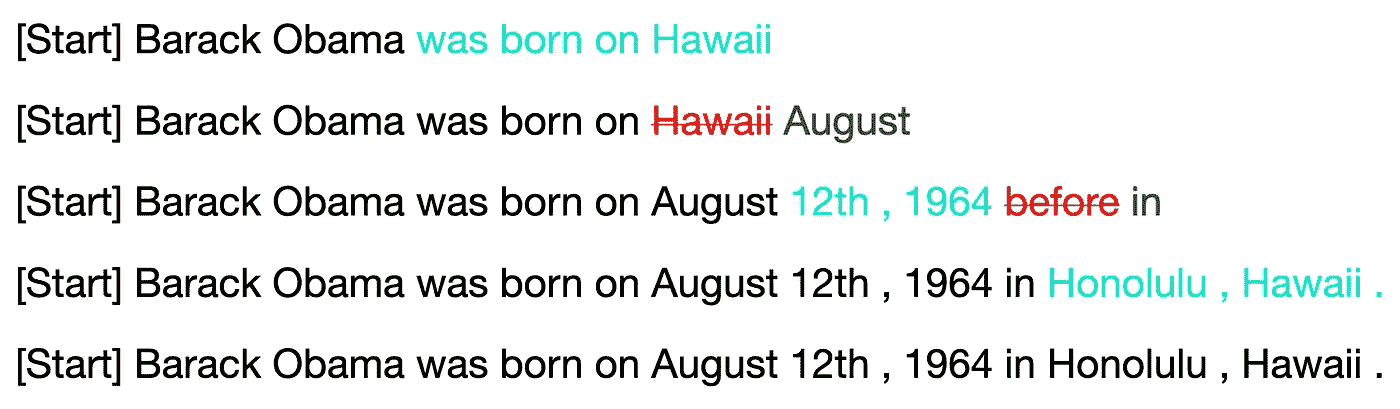 [Start] Barack Obama was born on Hawaii
[Start] Barack Obama was born on Hawaii August
[Start] Barack Obama was born on August 12th , 1964 before in
[Start] Barack Obama was born on August 12th , 1964 in Honolulu , Hawaii .
[Start] Barack Obama was born on August 12th , 1964 in Honolulu , Hawaii .